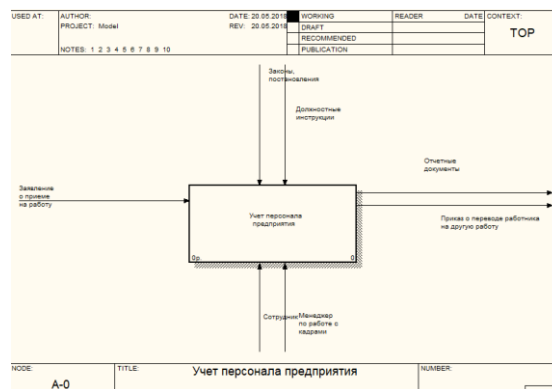 USED AT:
AUTHOR:
DATE: 20.05.2018
WORKING
READER
DATE
CONTEXT:
PROJECT: Model
REV: 20.05.2018
DRAFT
TOP
RECOMMENDED
NOTES: 1 2 3 4 5 6 7 8 9 10
PUBLICATION
Законы,
постановления
Должностные
инструкции
Отчетные
документы
Заявление
о приеме
на работу
Учет персонала
предприятия
Приказ о переводе работника
на другую работу
0р.
0
Сотрудник
Менеджер
по работе с
кадрами
NODE:
TITLE:
Учет персонала предприятия
NUMBER:
A-0